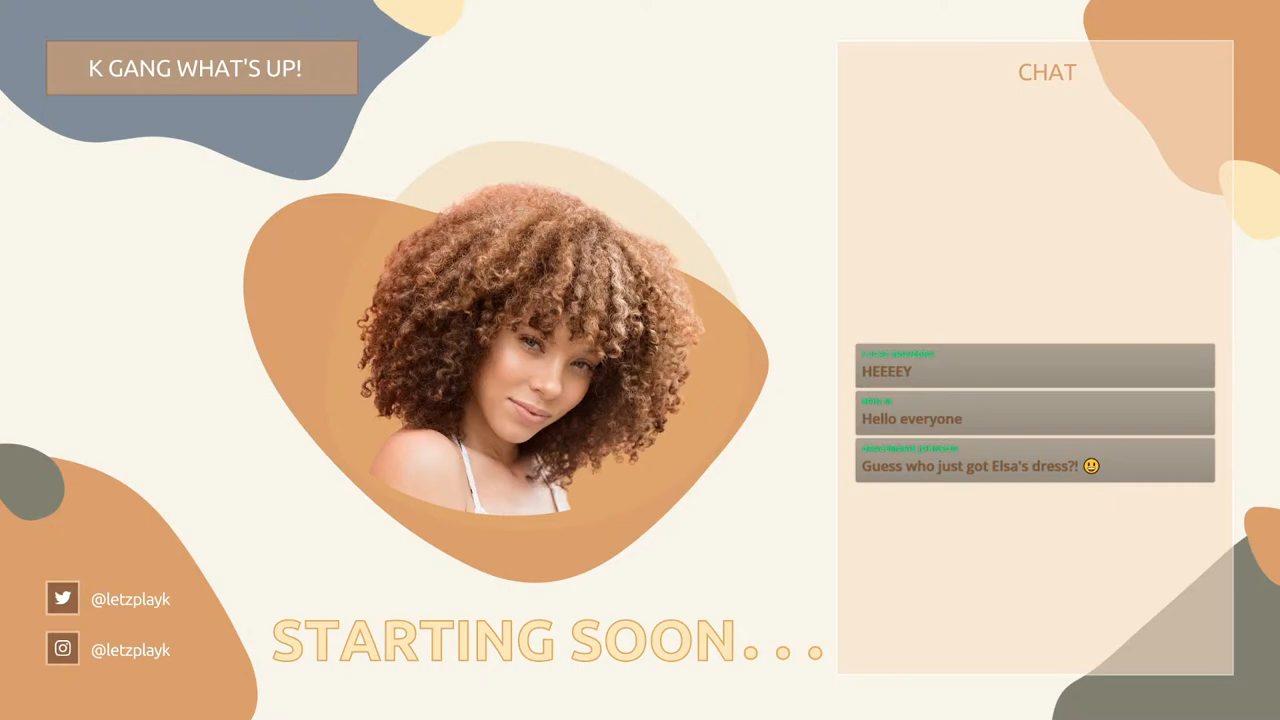 K GANG WHAT'S UP!
CHAT
HEEEEY
Hello everyone
Guess who just got Elsa's dress?! 😃
@letzplayk
@letzplayk
STARTING SOON...